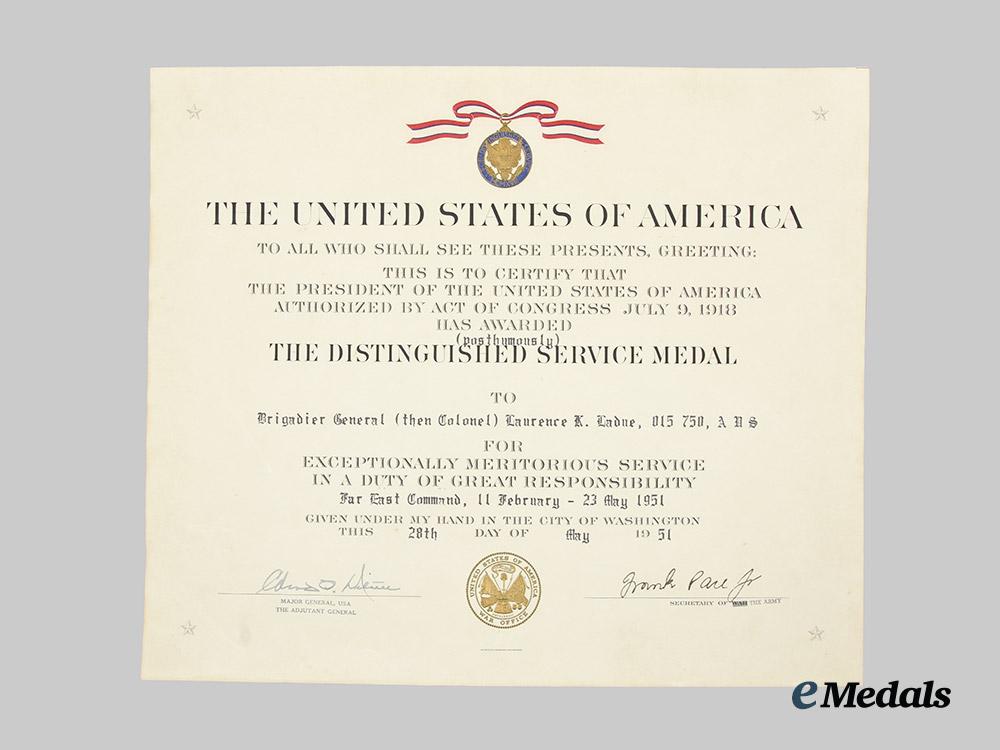 THE UNITED STATES OF AMERICA
TO ALL WHO SHALL SEE THESE PRESENTS, GREETING:
THIS IS TO CERTIFY THAT
THE PRESIDENT OF THE UNITED STATES OF AMERICA
AUTHORIZED BY ACT OF CONGRESS JULY 9, 1918
HAS AWARDED
(posthumously)
THE DISTINGUISHED SERVICE MEDAL
TO
Brigadier General (then Colonel) Laurence K. Ladue, O15 750, A U S
FOR
EXCEPTIONALLY MERITORIOUS SERVICE
IN A DUTY OF GREAT RESPONSIBILITY
Far East Command, 11 February - 23 May 1951
GIVEN UNDER MY HAND IN THE CITY OF WASHINGTON
THIS 28th DAY OF May 19 51
Frank Pace Jr
MAJOR GENERAL, USA
THE ADJUTANT GENERAL
UNITED STATES OF AMERICA
WAR OFFICE
SECRETARY OF WAR THE ARMY
eMedals